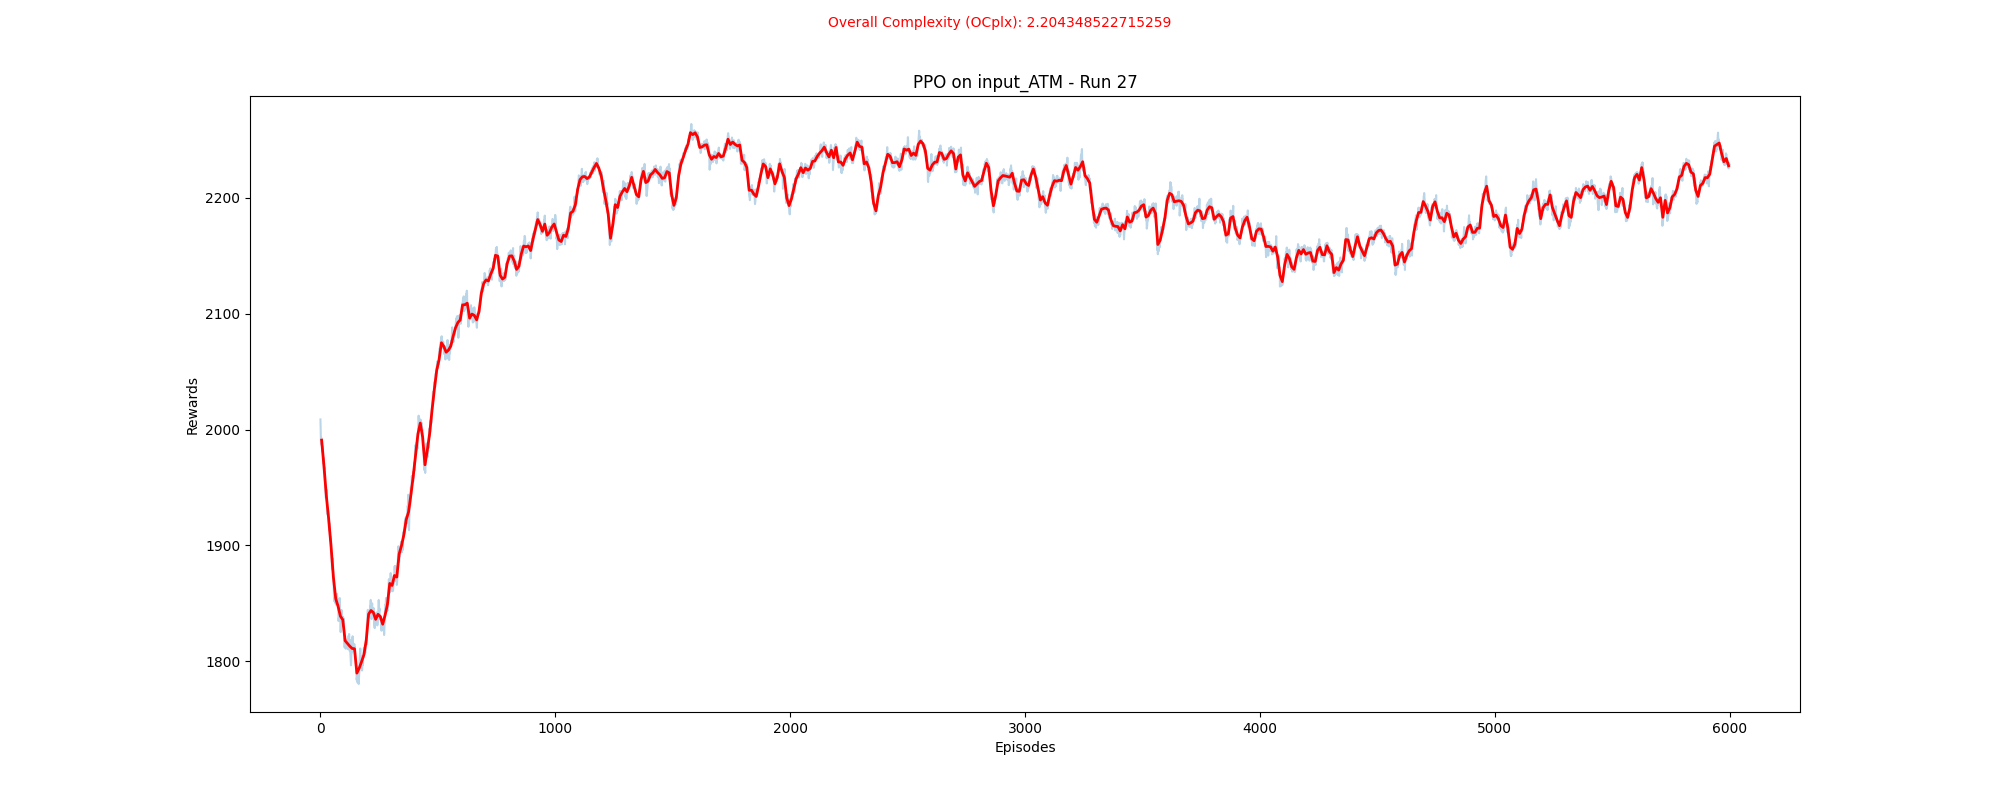 Overall Complexity (OCplx): 2.204348522715259
PPO on input_ATM - Run 27
Rewards
2200
2100
2000
1900
1800
0 1000 2000 3000 4000 5000 6000
Episodes